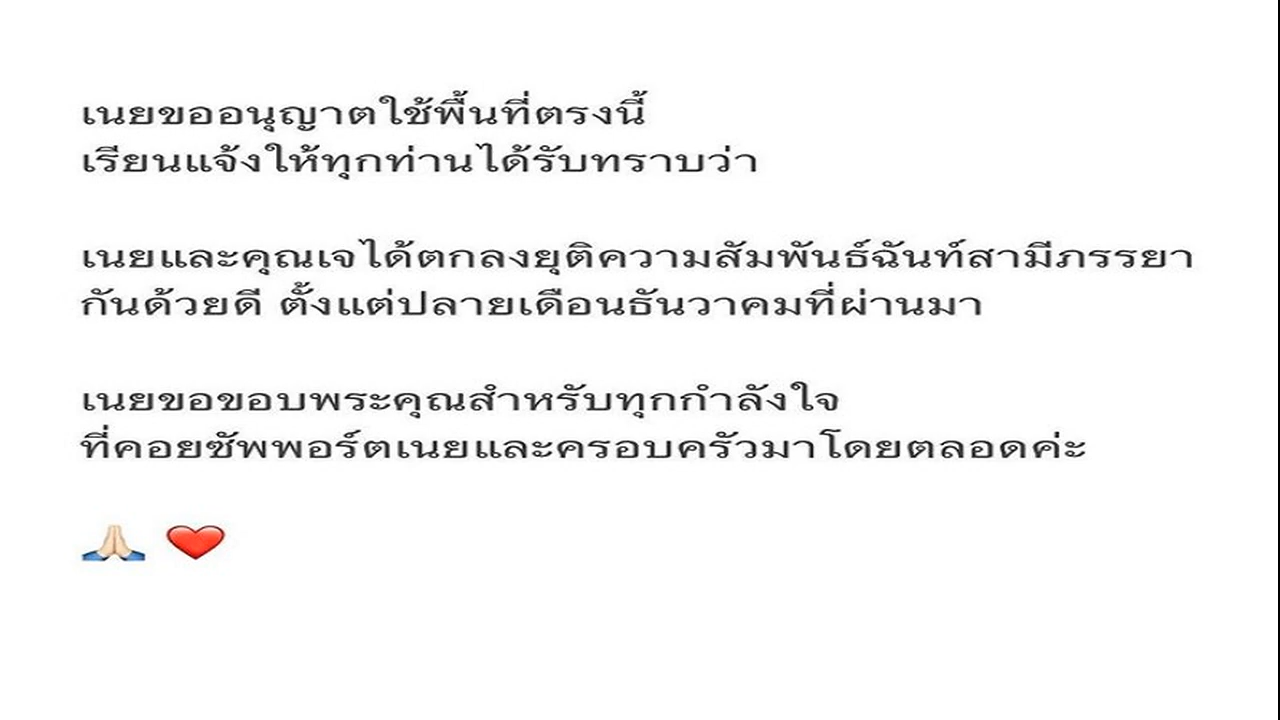 เนยขออนุญาตใช้พื้นที่ตรงนี้
เรียนแจ้งให้ทุกท่านได้รับทราบว่า
เนยและคุณเจได้ตกลงยุติความสัมพันธ์ฉันท์สามีภรรยา
กันด้วยดี ตั้งแต่ปลายเดือนธันวาคมที่ผ่านมา
เนยขอขอบพระคุณสำหรับทุกกำลังใจ
ที่คอยซัพพอร์ตเนยและครอบครัวมาโดยตลอดค่ะ
🙏🏻 ❤️